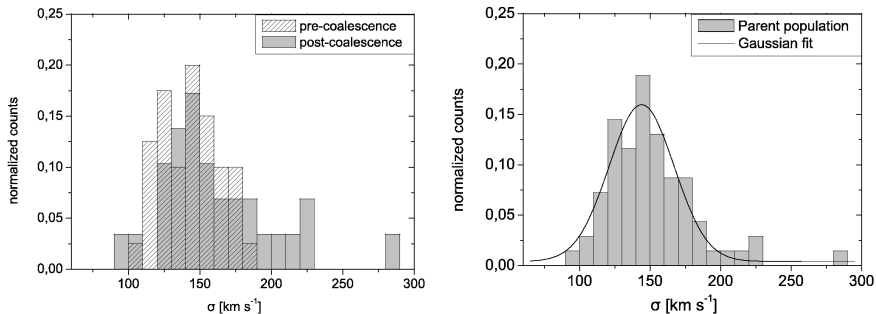 pre-coalescence
post-coalescence
0,20
0,15
0,10
0,05
0,00
normalized counts
100
150
200
250
300
σ [km s⁻¹]
Parent population
Gaussian fit
0,25
0,20
0,15
0,10
0,05
0,00
normalized counts
50
100
150
200
250
300
σ [km s⁻¹]